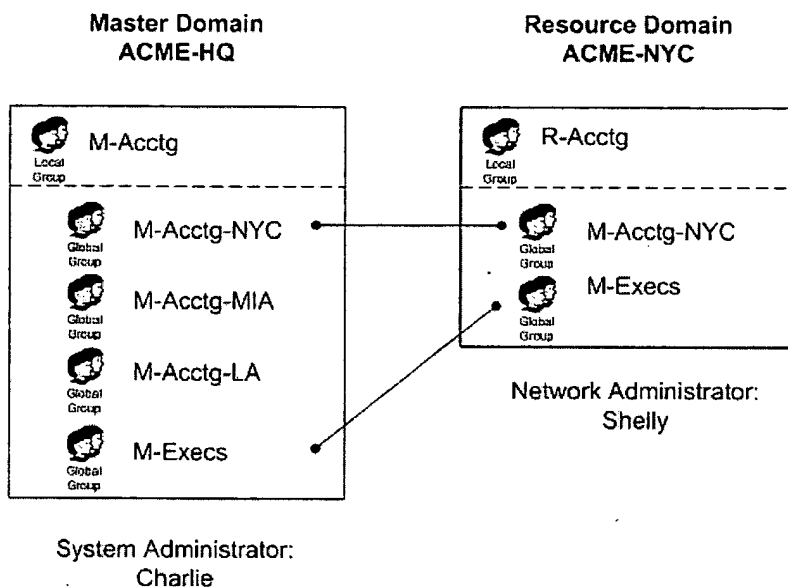 Master Domain
ACME-HQ
Local
Group
M-Acctg
Global
Group
M-Acctg-NYC
Global
Group
M-Acctg-MIA
Global
Group
M-Acctg-LA
Global
Group
M-Execs
System Administrator:
Charlie
Resource Domain
ACME-NYC
Local
Group
R-Acctg
Global
Group
M-Acctg-NYC
Global
Group
M-Execs
Network Administrator:
Shelly